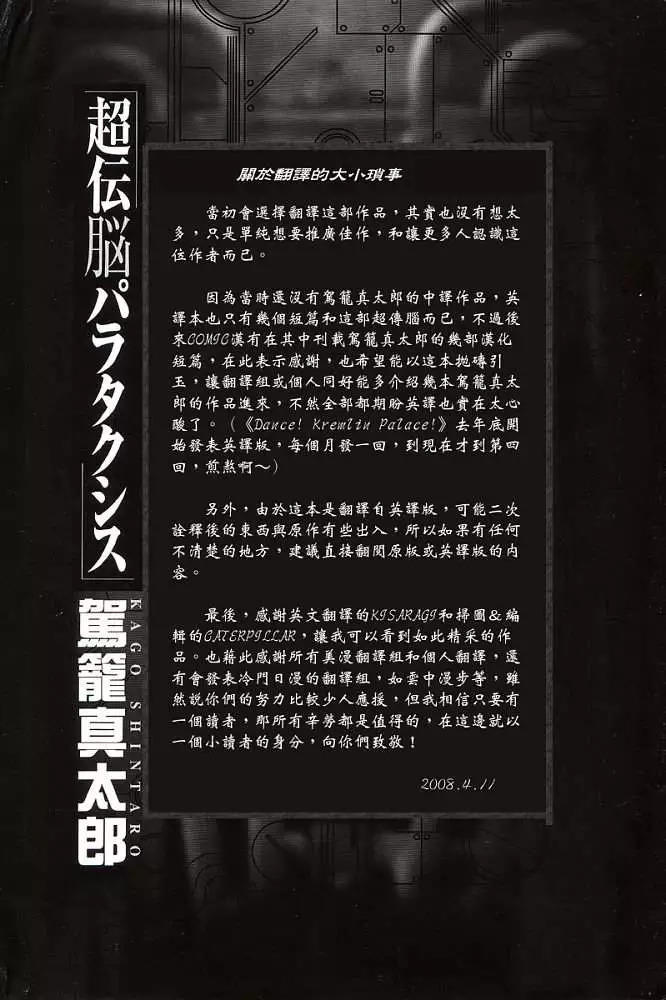 「超伝脳パラタクシス」
駕籠真太郎
KAGO SHINTARO
關於翻譯的大小瑣事
當初會選擇翻譯這部作品，其實也沒有想太
多，只是單純想要推廣佳作，和讓更多人認識這
位作者而已。
因為當時還沒有駕籠真太郎的中譯作品，英
譯本也只有幾個短篇和這部超傳腦而已，不過後
來COMIC漢有在其中刊載駕籠真太郎的幾部漢化
短篇，在此表示感謝，也希望能以這本拋磚引
玉，讓翻譯組或個人同好能多介紹幾本駕籠真太
郎的作品進來，不然全部都期盼英譯也實在太心
酸了。（《Dance! Kremlin Palace!》去年底開
始發表英譯版，每個月發一回，到現在才到第四
回，煎熬啊～）
另外，由於這本是翻譯自英譯版，可能二次
詮釋後的東西與原作有些出入，所以如果有任何
不清楚的地方，建議直接翻閱原版或英譯版的內
容。
最後，感謝英文翻譯的KISARAGI和掃圖&編
輯的CATERPILLAR，讓我可以看到如此精采的作
品。也藉此感謝所有美漫翻譯組和個人翻譯，還
有會發表冷門日漫的翻譯組，如雲中漫步等，雖
然說你們的努力比較少人應援，但我相信只要有
一個讀者，那所有辛勞都是值得的，在這邊就以
一個小讀者的身分，向你們致敬！
2008.4.11